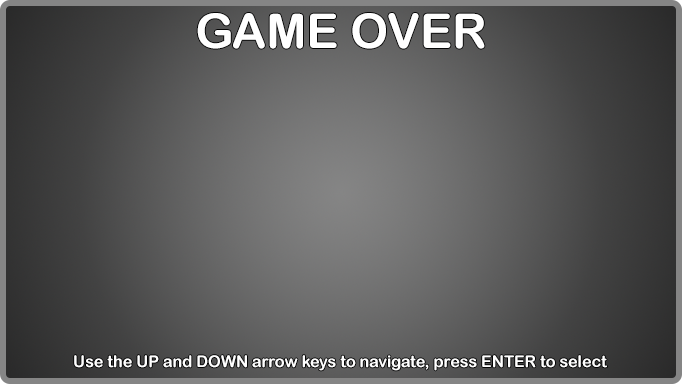 GAME OVER
Use the UP and DOWN arrow keys to navigate, press ENTER to select